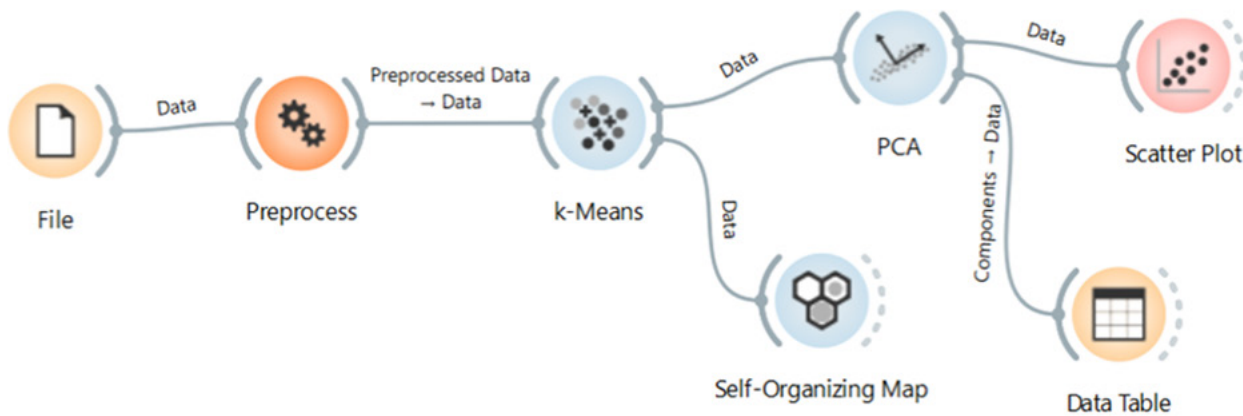 File
Data
Preprocess
Preprocessed Data
→ Data
k-Means
Data
Data
PCA
Data
Components → Data
Scatter Plot
Self-Organizing Map
Data Table